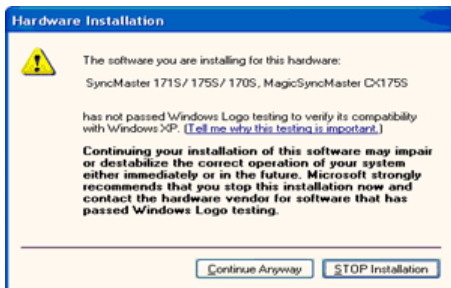 Hardware Installation
The software you are installing for this hardware:
SyncMaster 171S/ 175S/ 170S, MagicSyncMaster CX175S
has not passed Windows Logo testing to verify its compatibility
with Windows XP. (Tell me why this testing is important.)
Continuing your installation of this software may impair
or destabilize the correct operation of your system
either immediately or in the future. Microsoft strongly
recommends that you stop this installation now and
contact the hardware vendor for software that has
passed Windows Logo testing.
Continue Anyway
STOP Installation